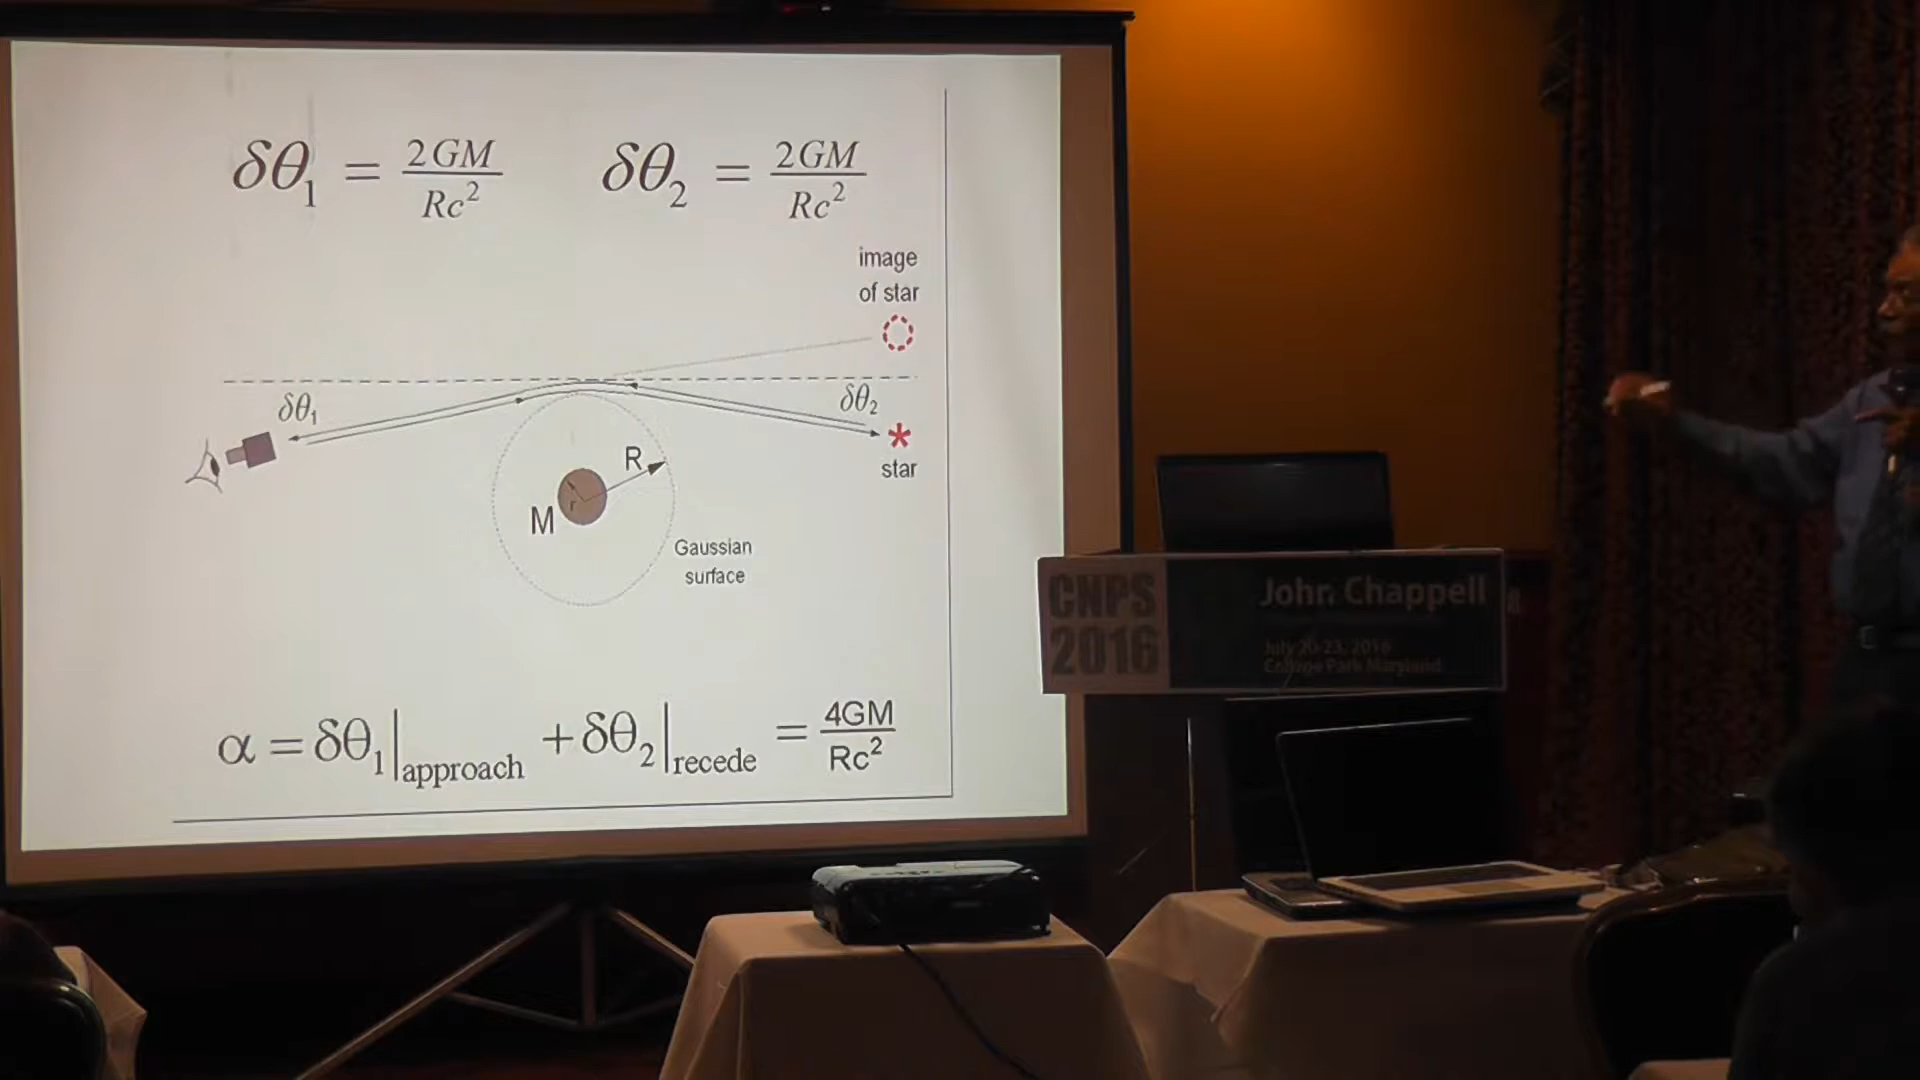 δθ₁ = 2GM/Rc² δθ₂ = 2GM/Rc²
image
of star
δθ₁ δθ₂
star
R
r
M
Gaussian
surface
α = δθ₁|approach + δθ₂|recede = 4GM/Rc²
CNPS
2016
John Chappell
July 20-23, 2016
College Park Maryland